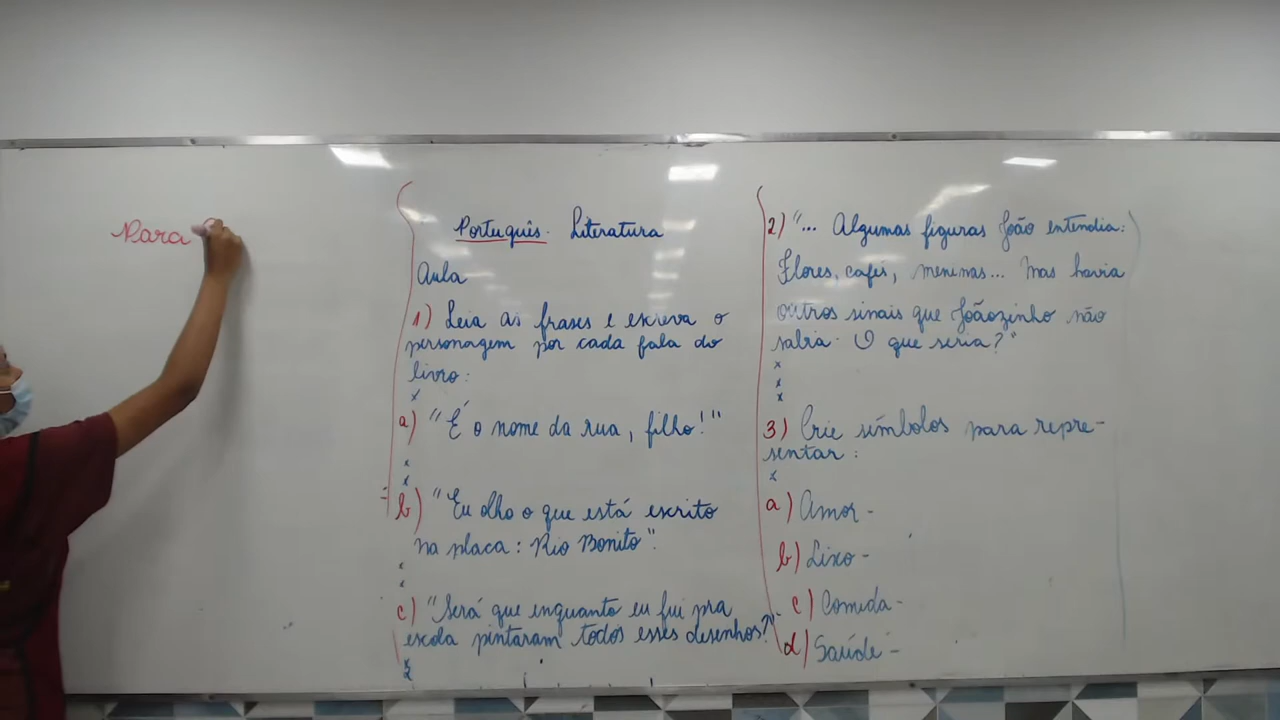 Para
Português. Literatura
Aula
1) Leia as frases e escreva o
personagem por cada fala do
livro:
x
a) "É o nome da rua, filho!"
x
x
b) "Eu olho o que está escrito
na placa: Rio Bonito".
x
x
c) "Será que enquanto eu fui pra
escola pintaram todos esses desenhos?"
x
x
2) "... Algumas figuras João entendia:
Flores, cafés, meninas... Mas havia
outros sinais que Joãozinho não
sabia. O que seria?"
x
x
x
3) Crie símbolos para repre-
sentar:
x
a) Amor -
b) Lixo -
c) Comida -
d) Saúde -